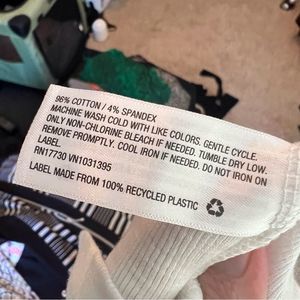 96% COTTON / 4% SPANDEX
MACHINE WASH COLD WITH LIKE COLORS. GENTLE CYCLE.
ONLY NON-CHLORINE BLEACH IF NEEDED. TUMBLE DRY LOW.
REMOVE PROMPTLY. COOL IRON IF NEEDED. DO NOT IRON ON
LABEL.
RN17730 VN1031395
LABEL MADE FROM 100% RECYCLED PLASTIC